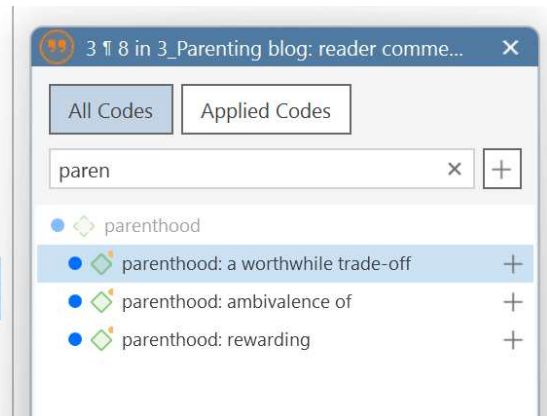 3 ¶ 8 in 3_Parenting blog: reader comme...
All Codes Applied Codes
paren
parenthood
parenthood: a worthwhile trade-off
parenthood: ambivalence of
parenthood: rewarding